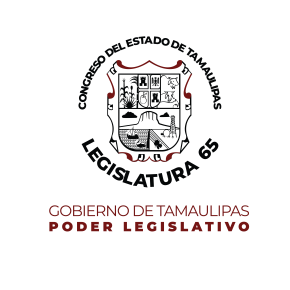 CONGRESO DEL ESTADO DE TAMAULIPAS
LEGISLATURA 65
GOBIERNO DE TAMAULIPAS
PODER LEGISLATIVO